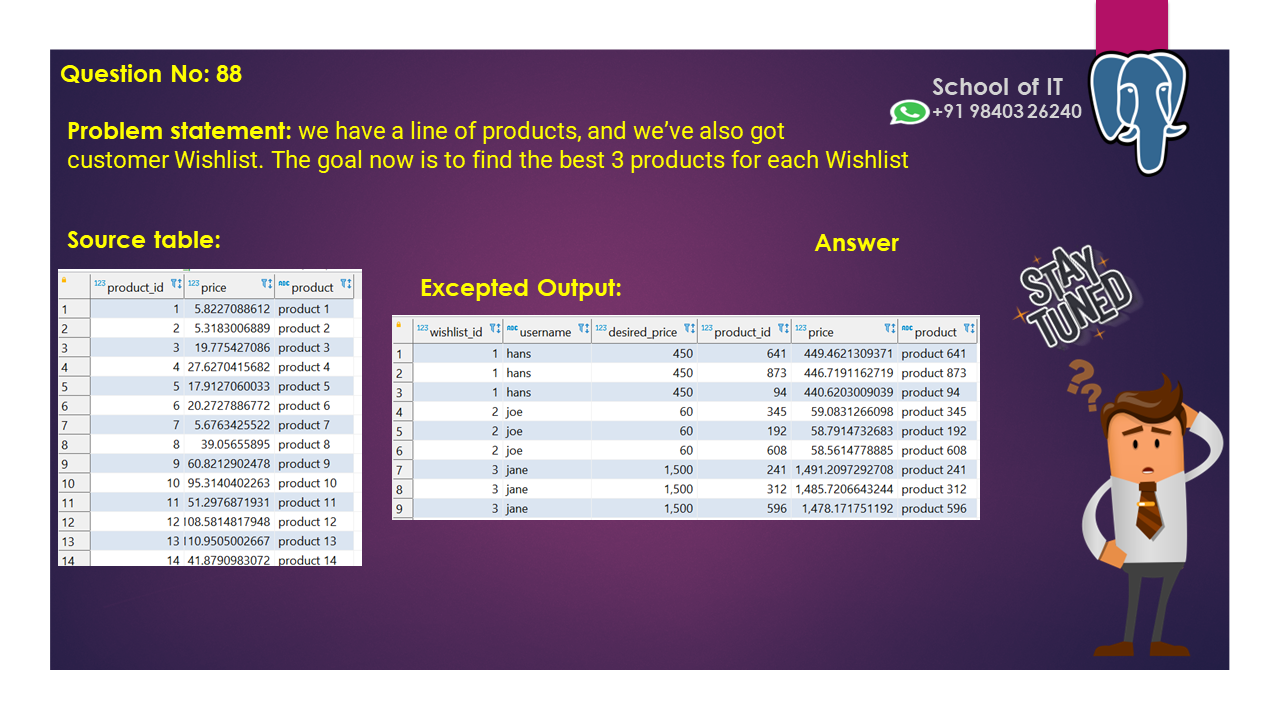 Question No: 88
School of IT
+91 98403 26240
Problem statement: we have a line of products, and we’ve also got
customer Wishlist. The goal now is to find the best 3 products for each Wishlist
Source table:
Answer
STAY
TUNED
Excepted Output:
123 product_id 123 price ABC product
1 1 5.8227088612 product 1
2 2 5.3183006889 product 2
3 3 19.775427086 product 3
4 4 27.6270415682 product 4
5 5 17.9127060033 product 5
6 6 20.2727886772 product 6
7 7 5.6763425522 product 7
8 8 39.05655895 product 8
9 9 60.8212902478 product 9
10 10 95.3140402263 product 10
11 11 51.2976871931 product 11
12 12 108.5814817948 product 12
13 13 110.9505002667 product 13
14 14 41.8790983072 product 14
123 wishlist_id ABC username 123 desired_price 123 product_id 123 price ABC product
1 1 hans 450 641 449.4621309371 product 641
2 1 hans 450 873 446.7191162719 product 873
3 1 hans 450 94 440.6203009039 product 94
4 2 joe 60 345 59.0831266098 product 345
5 2 joe 60 192 58.7914732683 product 192
6 2 joe 60 608 58.5614778885 product 608
7 3 jane 1,500 241 1,491.2097292708 product 241
8 3 jane 1,500 312 1,485.7206643244 product 312
9 3 jane 1,500 596 1,478.171751192 product 596
???